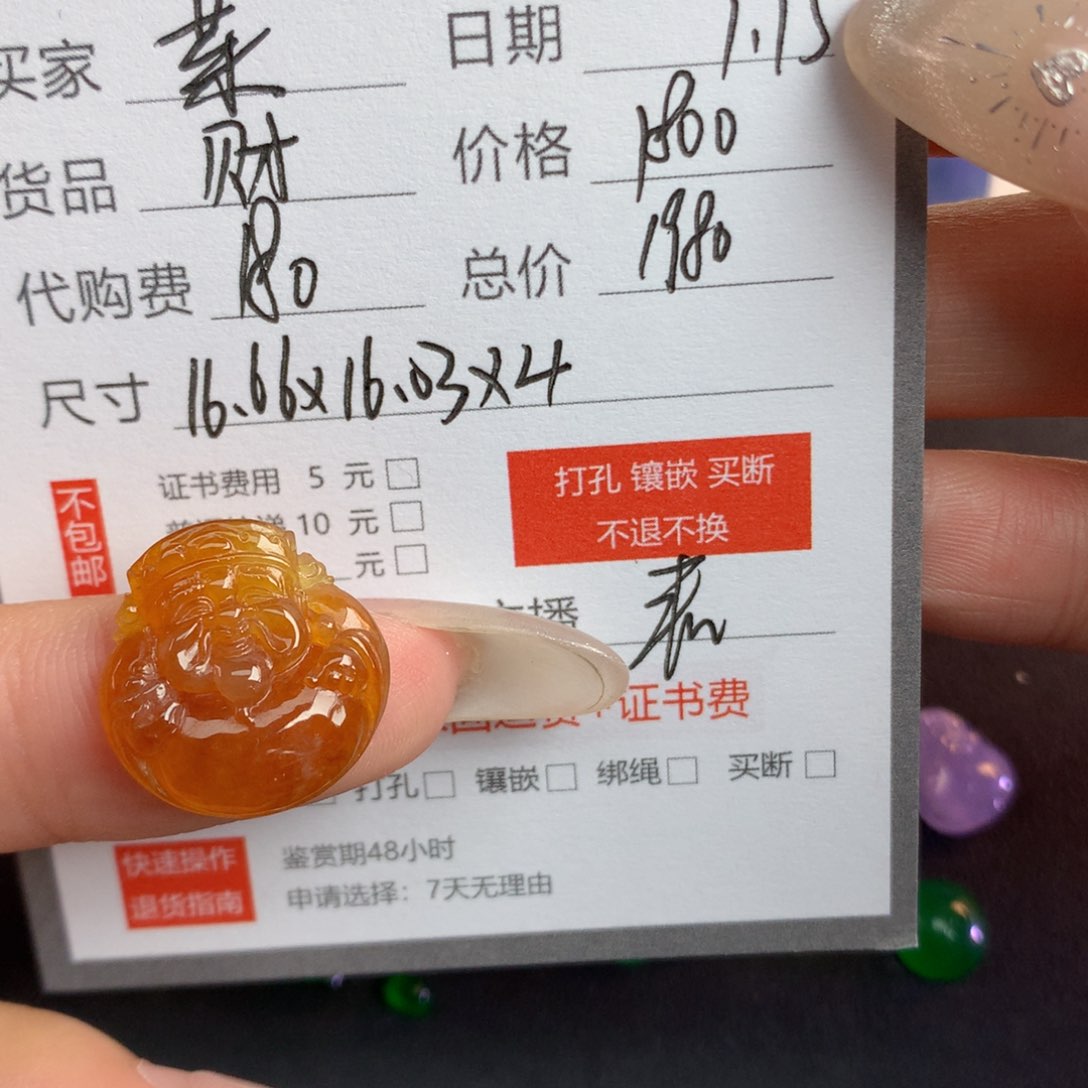 买家 菜 日期 1.15
货品 财 价格 1800
代购费 180 总价 1980
尺寸 16.66x16.03x4
不包邮
证书费用 5 元
10 元
元
打孔 镶嵌 买断
不退不换
播
证书费
打孔 镶嵌 绑绳 买断
快速操作
退货指南
鉴赏期48小时
申请选择：7天无理由